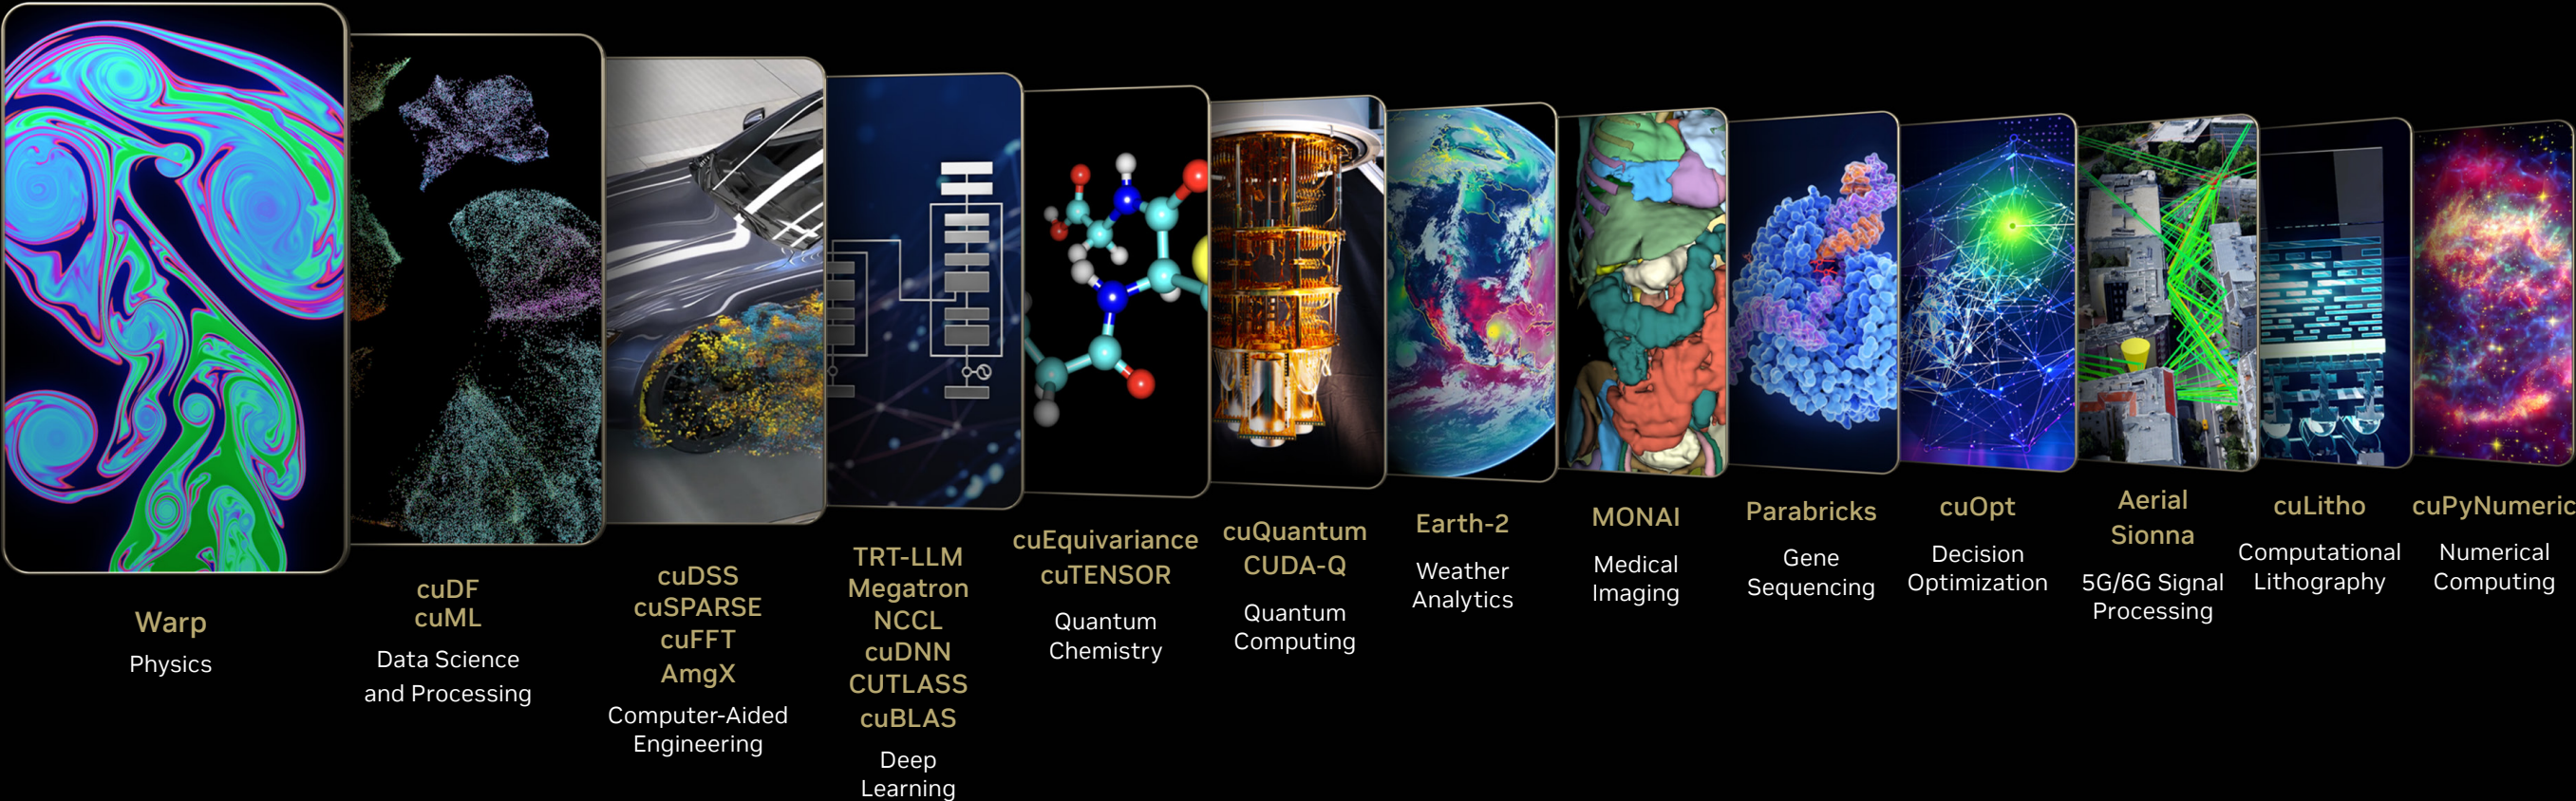 Warp
Physics
cuDF
cuML
Data Science
and Processing
cuDSS
cuSPARSE
cuFFT
AmgX
Computer-Aided
Engineering
TRT-LLM
Megatron
NCCL
cuDNN
CUTLASS
cuBLAS
Deep
Learning
cuEquivariance
cuTENSOR
Quantum
Chemistry
cuQuantum
CUDA-Q
Quantum
Computing
Earth-2
Weather
Analytics
MONAI
Medical
Imaging
Parabricks
Gene
Sequencing
cuOpt
Decision
Optimization
Aerial
Sionna
5G/6G Signal
Processing
cuLitho
Computational
Lithography
cuPyNumeric
Numerical
Computing